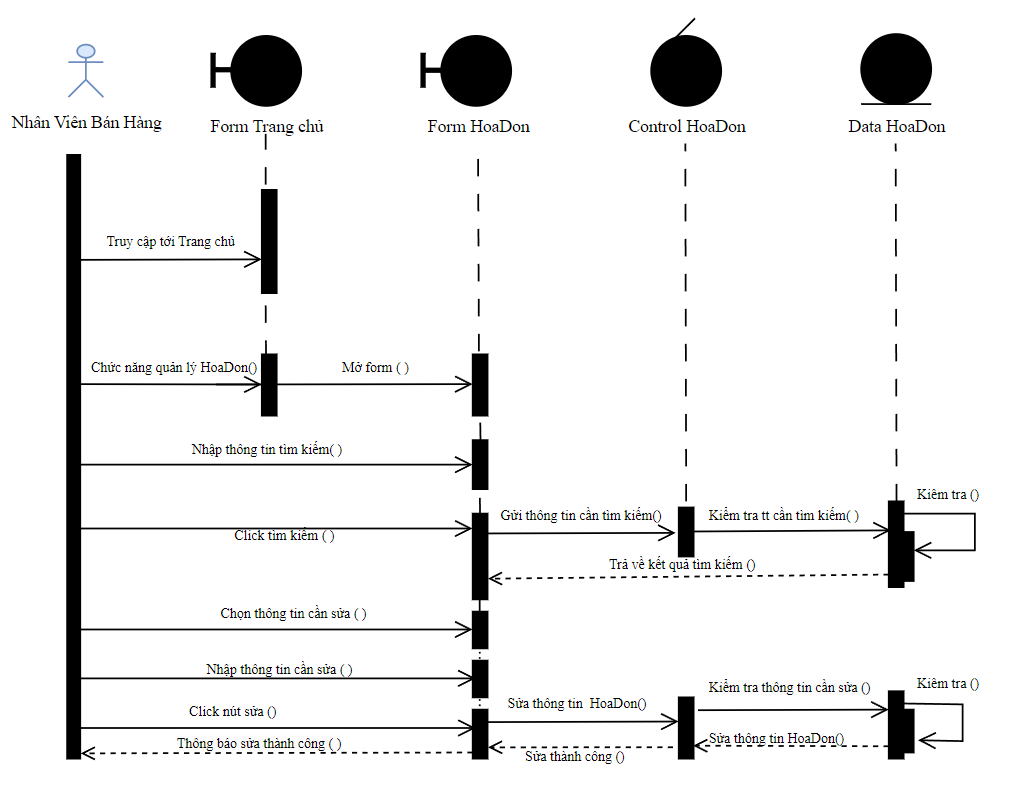 Nhân Viên Bán Hàng
Form Trang chủ
Form HoaDon
Control HoaDon
Data HoaDon
Truy cập tới Trang chủ
Chức năng quản lý HoaDon()
Mở form ( )
Nhập thông tin tìm kiếm( )
Kiêm tra ()
Click tìm kiếm ( )
Gửi thông tin cần tìm kiếm()
Kiểm tra tt cần tìm kiếm( )
Trả về kết quả tìm kiếm ()
Chọn thông tin cần sửa ( )
Nhập thông tin cần sửa ( )
Kiểm tra thông tin cần sửa ()
Kiêm tra ()
Click nút sửa ()
Sửa thông tin HoaDon()
Thông báo sửa thành công ( )
Sửa thông tin HoaDon()
Sửa thành công ()